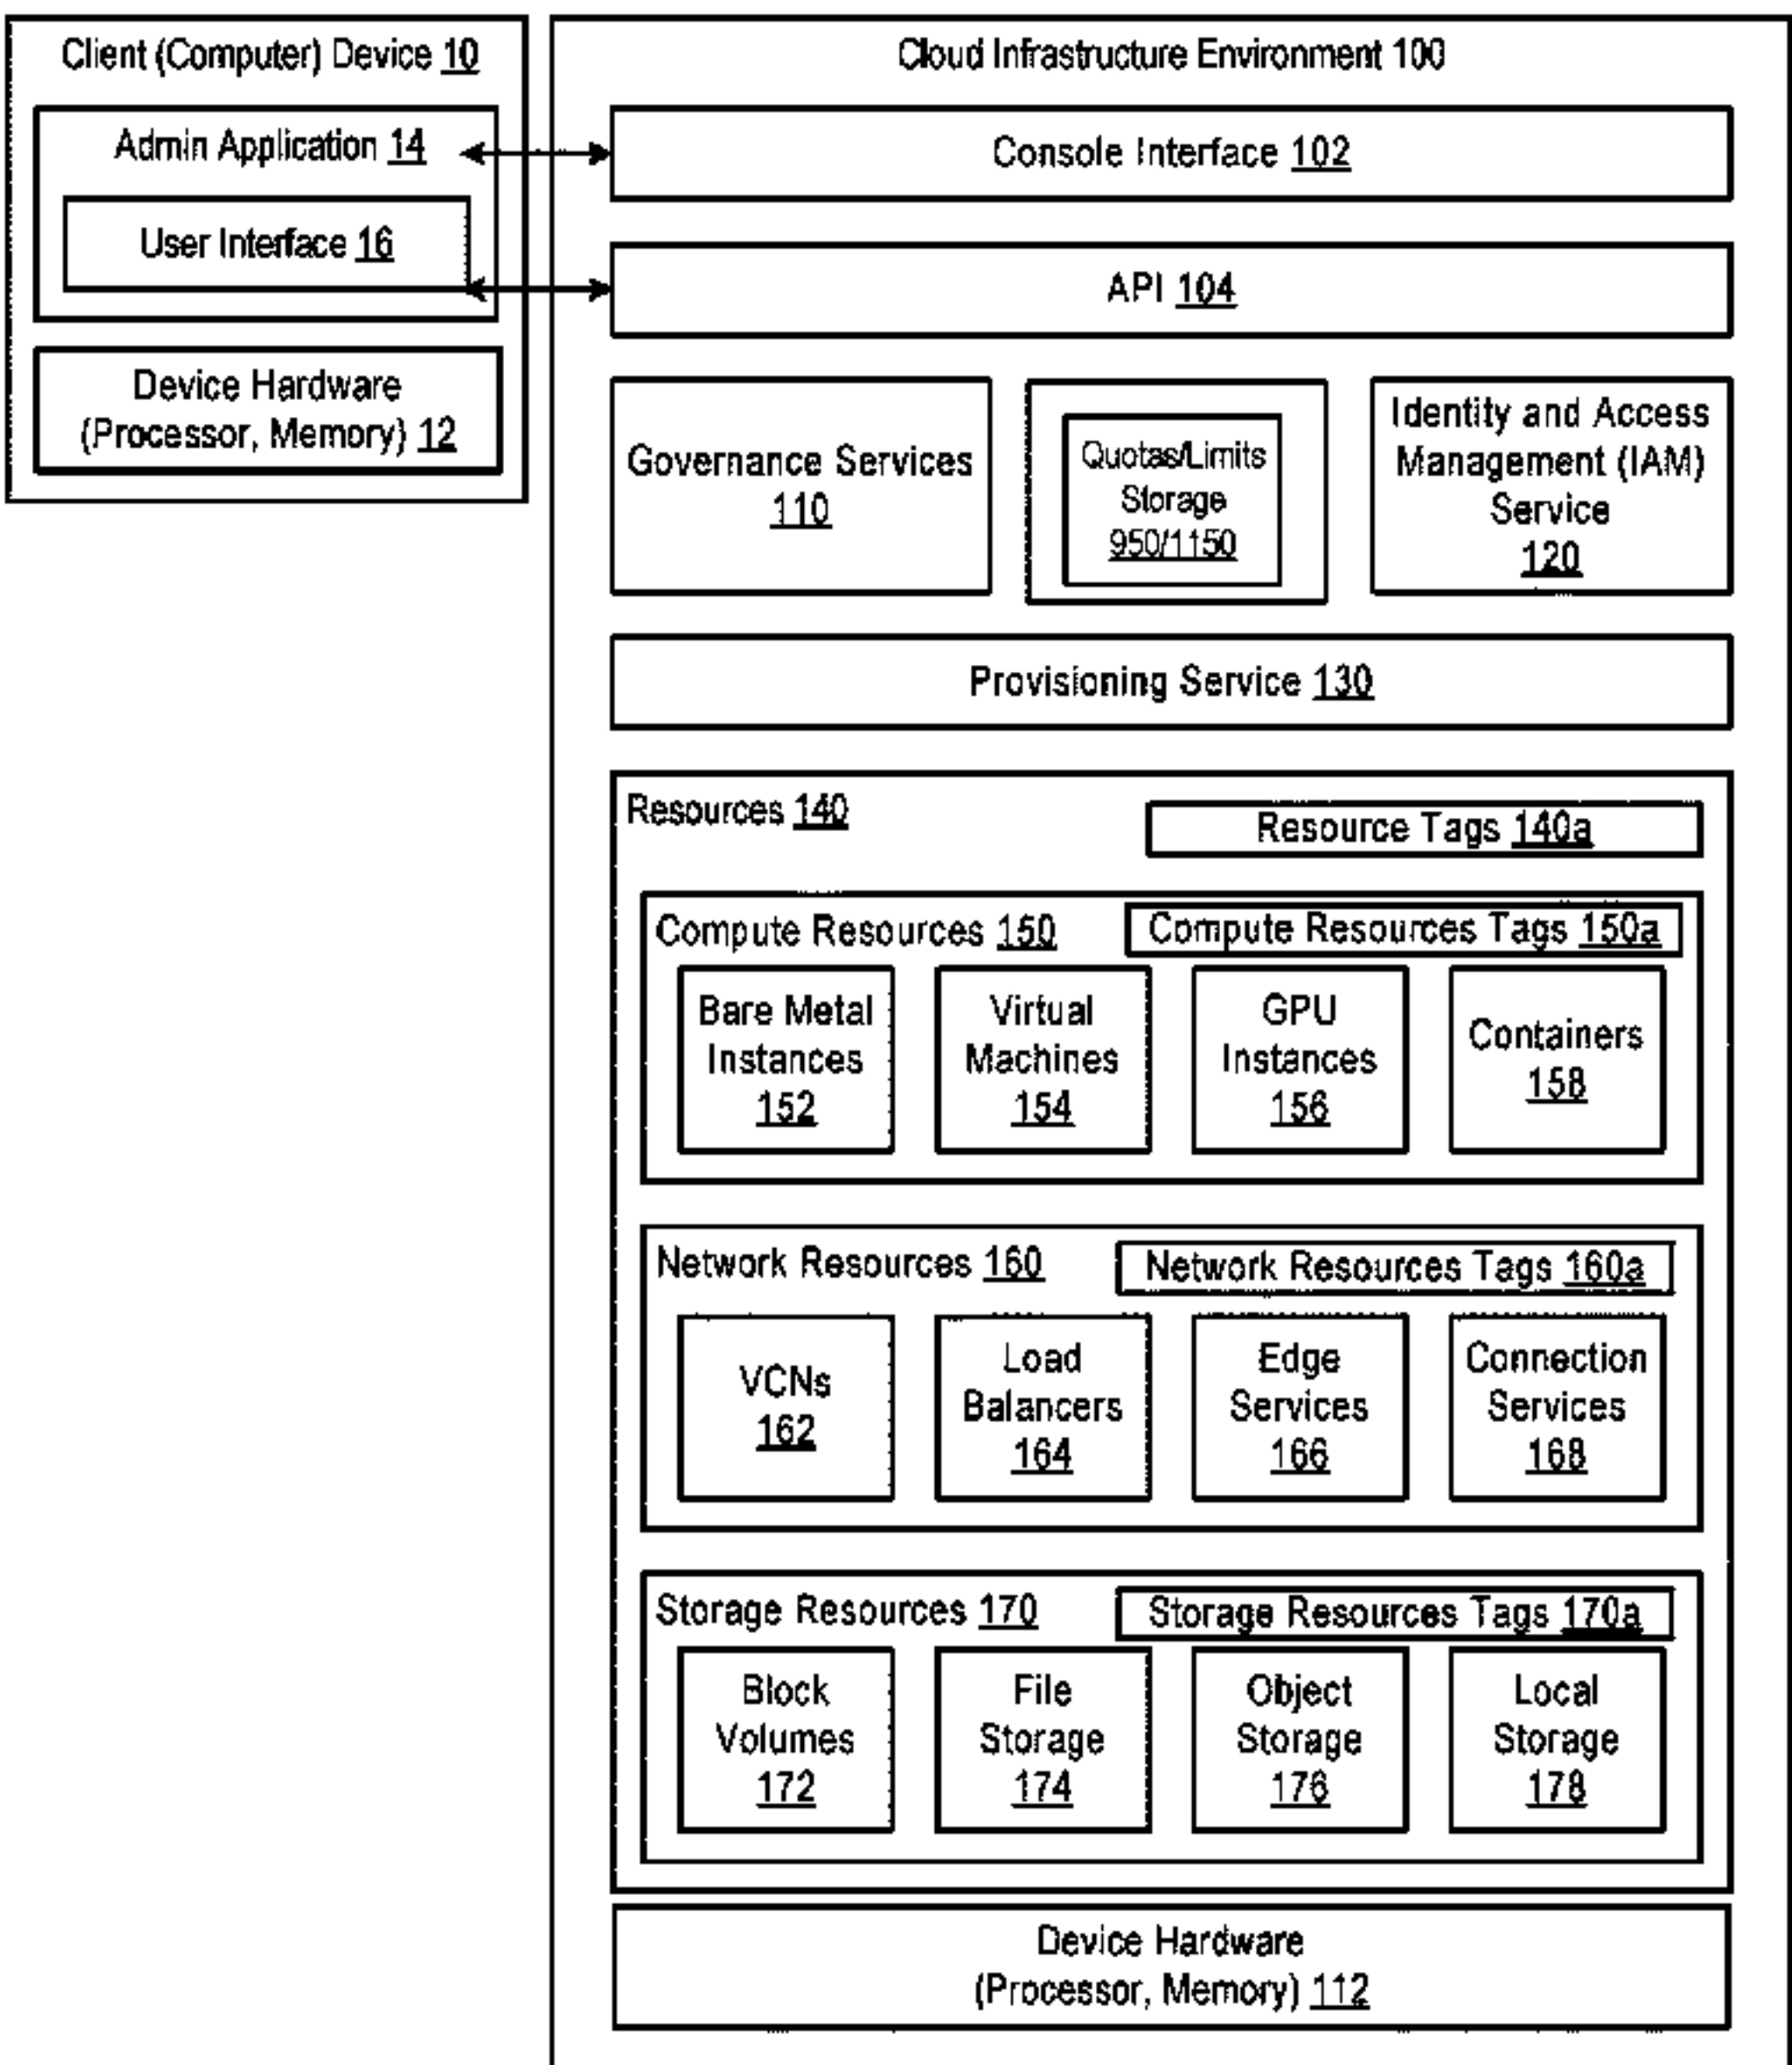 Client (Computer) Device 10
Admin Application 14
User Interface 16
Device Hardware
(Processor, Memory) 12
Cloud Infrastructure Environment 100
Console Interface 102
API 104
Governance Services
110
Quotas/Limits
Storage
950/1150
Identity and Access
Management (IAM)
Service
120
Provisioning Service 130
Resources 140
Resource Tags 140a
Compute Resources 150
Compute Resources Tags 150a
Bare Metal
Instances
152
Virtual
Machines
154
GPU
Instances
156
Containers
158
Network Resources 160
Network Resources Tags 160a
VCNs
162
Load
Balancers
164
Edge
Services
166
Connection
Services
168
Storage Resources 170
Storage Resources Tags 170a
Block
Volumes
172
File
Storage
174
Object
Storage
176
Local
Storage
178
Device Hardware
(Processor, Memory) 112